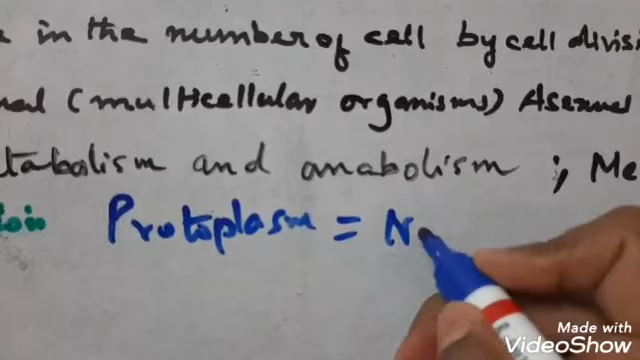 in the number of cell by cell divisi
(multicellular organisms) Asexual
tabolism and anabolism ; Me
Protoplasm = N
Made with
VideoShow